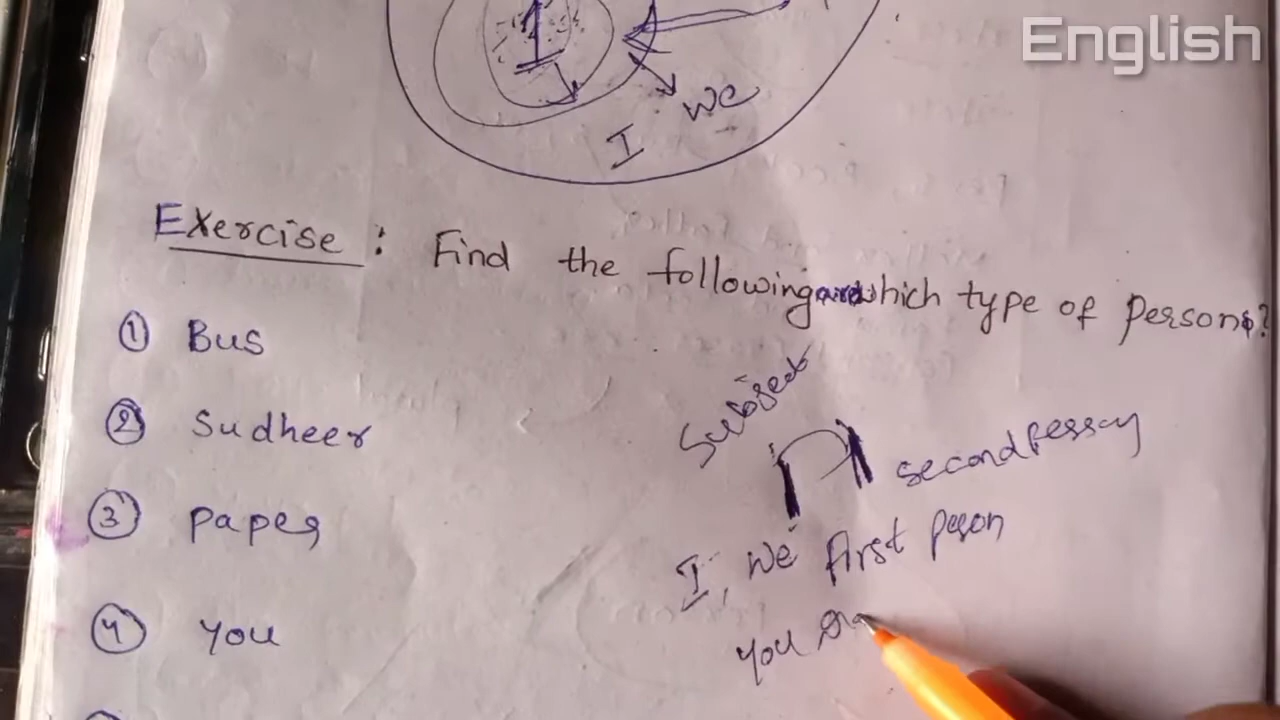 English
I
I we
Exercise : Find the following are which type of persons?
① Bus
② Sudheer
③ paper
④ you
Subject
second
I, we first person
you